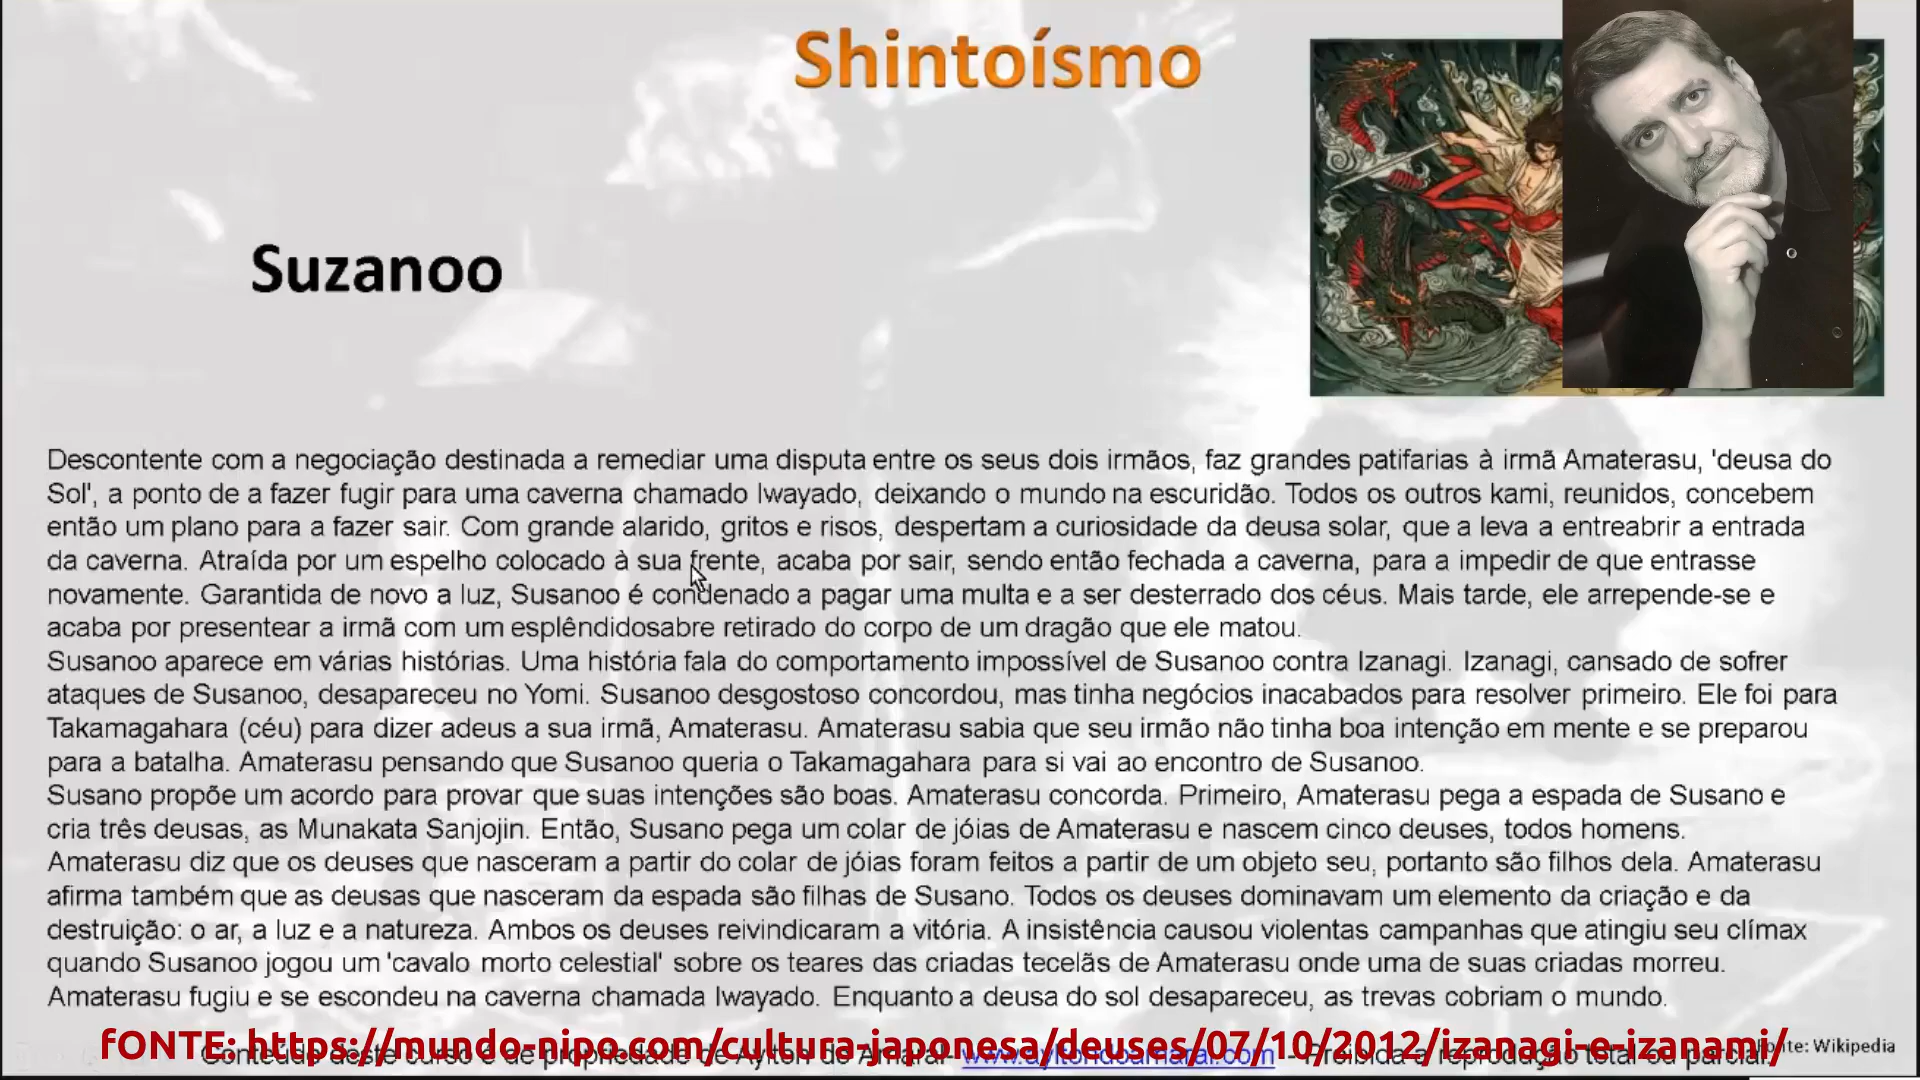 Shintoísmo
Suzanoo
Descontente com a negociação destinada a remediar uma disputa entre os seus dois irmãos, faz grandes patifarias à irmã Amaterasu, 'deusa do
Sol', a ponto de a fazer fugir para uma caverna chamado Iwayado, deixando o mundo na escuridão. Todos os outros kami, reunidos, concebem
então um plano para a fazer sair. Com grande alarido, gritos e risos, despertam a curiosidade da deusa solar, que a leva a entreabrir a entrada
da caverna. Atraída por um espelho colocado à sua frente, acaba por sair, sendo então fechada a caverna, para a impedir de que entrasse
novamente. Garantida de novo a luz, Susanoo é condenado a pagar uma multa e a ser desterrado dos céus. Mais tarde, ele arrepende-se e
acaba por presentear a irmã com um esplêndidosabre retirado do corpo de um dragão que ele matou.
Susanoo aparece em várias histórias. Uma história fala do comportamento impossível de Susanoo contra Izanagi. Izanagi, cansado de sofrer
ataques de Susanoo, desapareceu no Yomi. Susanoo desgostoso concordou, mas tinha negócios inacabados para resolver primeiro. Ele foi para
Takamagahara (céu) para dizer adeus a sua irmã, Amaterasu. Amaterasu sabia que seu irmão não tinha boa intenção em mente e se preparou
para a batalha. Amaterasu pensando que Susanoo queria o Takamagahara para si vai ao encontro de Susanoo.
Susano propõe um acordo para provar que suas intenções são boas. Amaterasu concorda. Primeiro, Amaterasu pega a espada de Susano e
cria três deusas, as Munakata Sanjojin. Então, Susano pega um colar de jóias de Amaterasu e nascem cinco deuses, todos homens.
Amaterasu diz que os deuses que nasceram a partir do colar de jóias foram feitos a partir de um objeto seu, portanto são filhos dela. Amaterasu
afirma também que as deusas que nasceram da espada são filhas de Susano. Todos os deuses dominavam um elemento da criação e da
destruição: o ar, a luz e a natureza. Ambos os deuses reivindicaram a vitória. A insistência causou violentas campanhas que atingiu seu clímax
quando Susanoo jogou um 'cavalo morto celestial' sobre os teares das criadas tecelãs de Amaterasu onde uma de suas criadas morreu.
Amaterasu fugiu e se escondeu na caverna chamada Iwayado. Enquanto a deusa do sol desapareceu, as trevas cobriam o mundo.
fONTE: https://mundo-nipo.com/cultura-japonesa/deuses/07/10/2012/izanagi-e-izanami/
Conteúdo deste curso é de propriedade de Aylton do Amaral - www.ayltondoamaral.com - Proibida a reprodução total ou parcial.
Fonte: Wikipedia